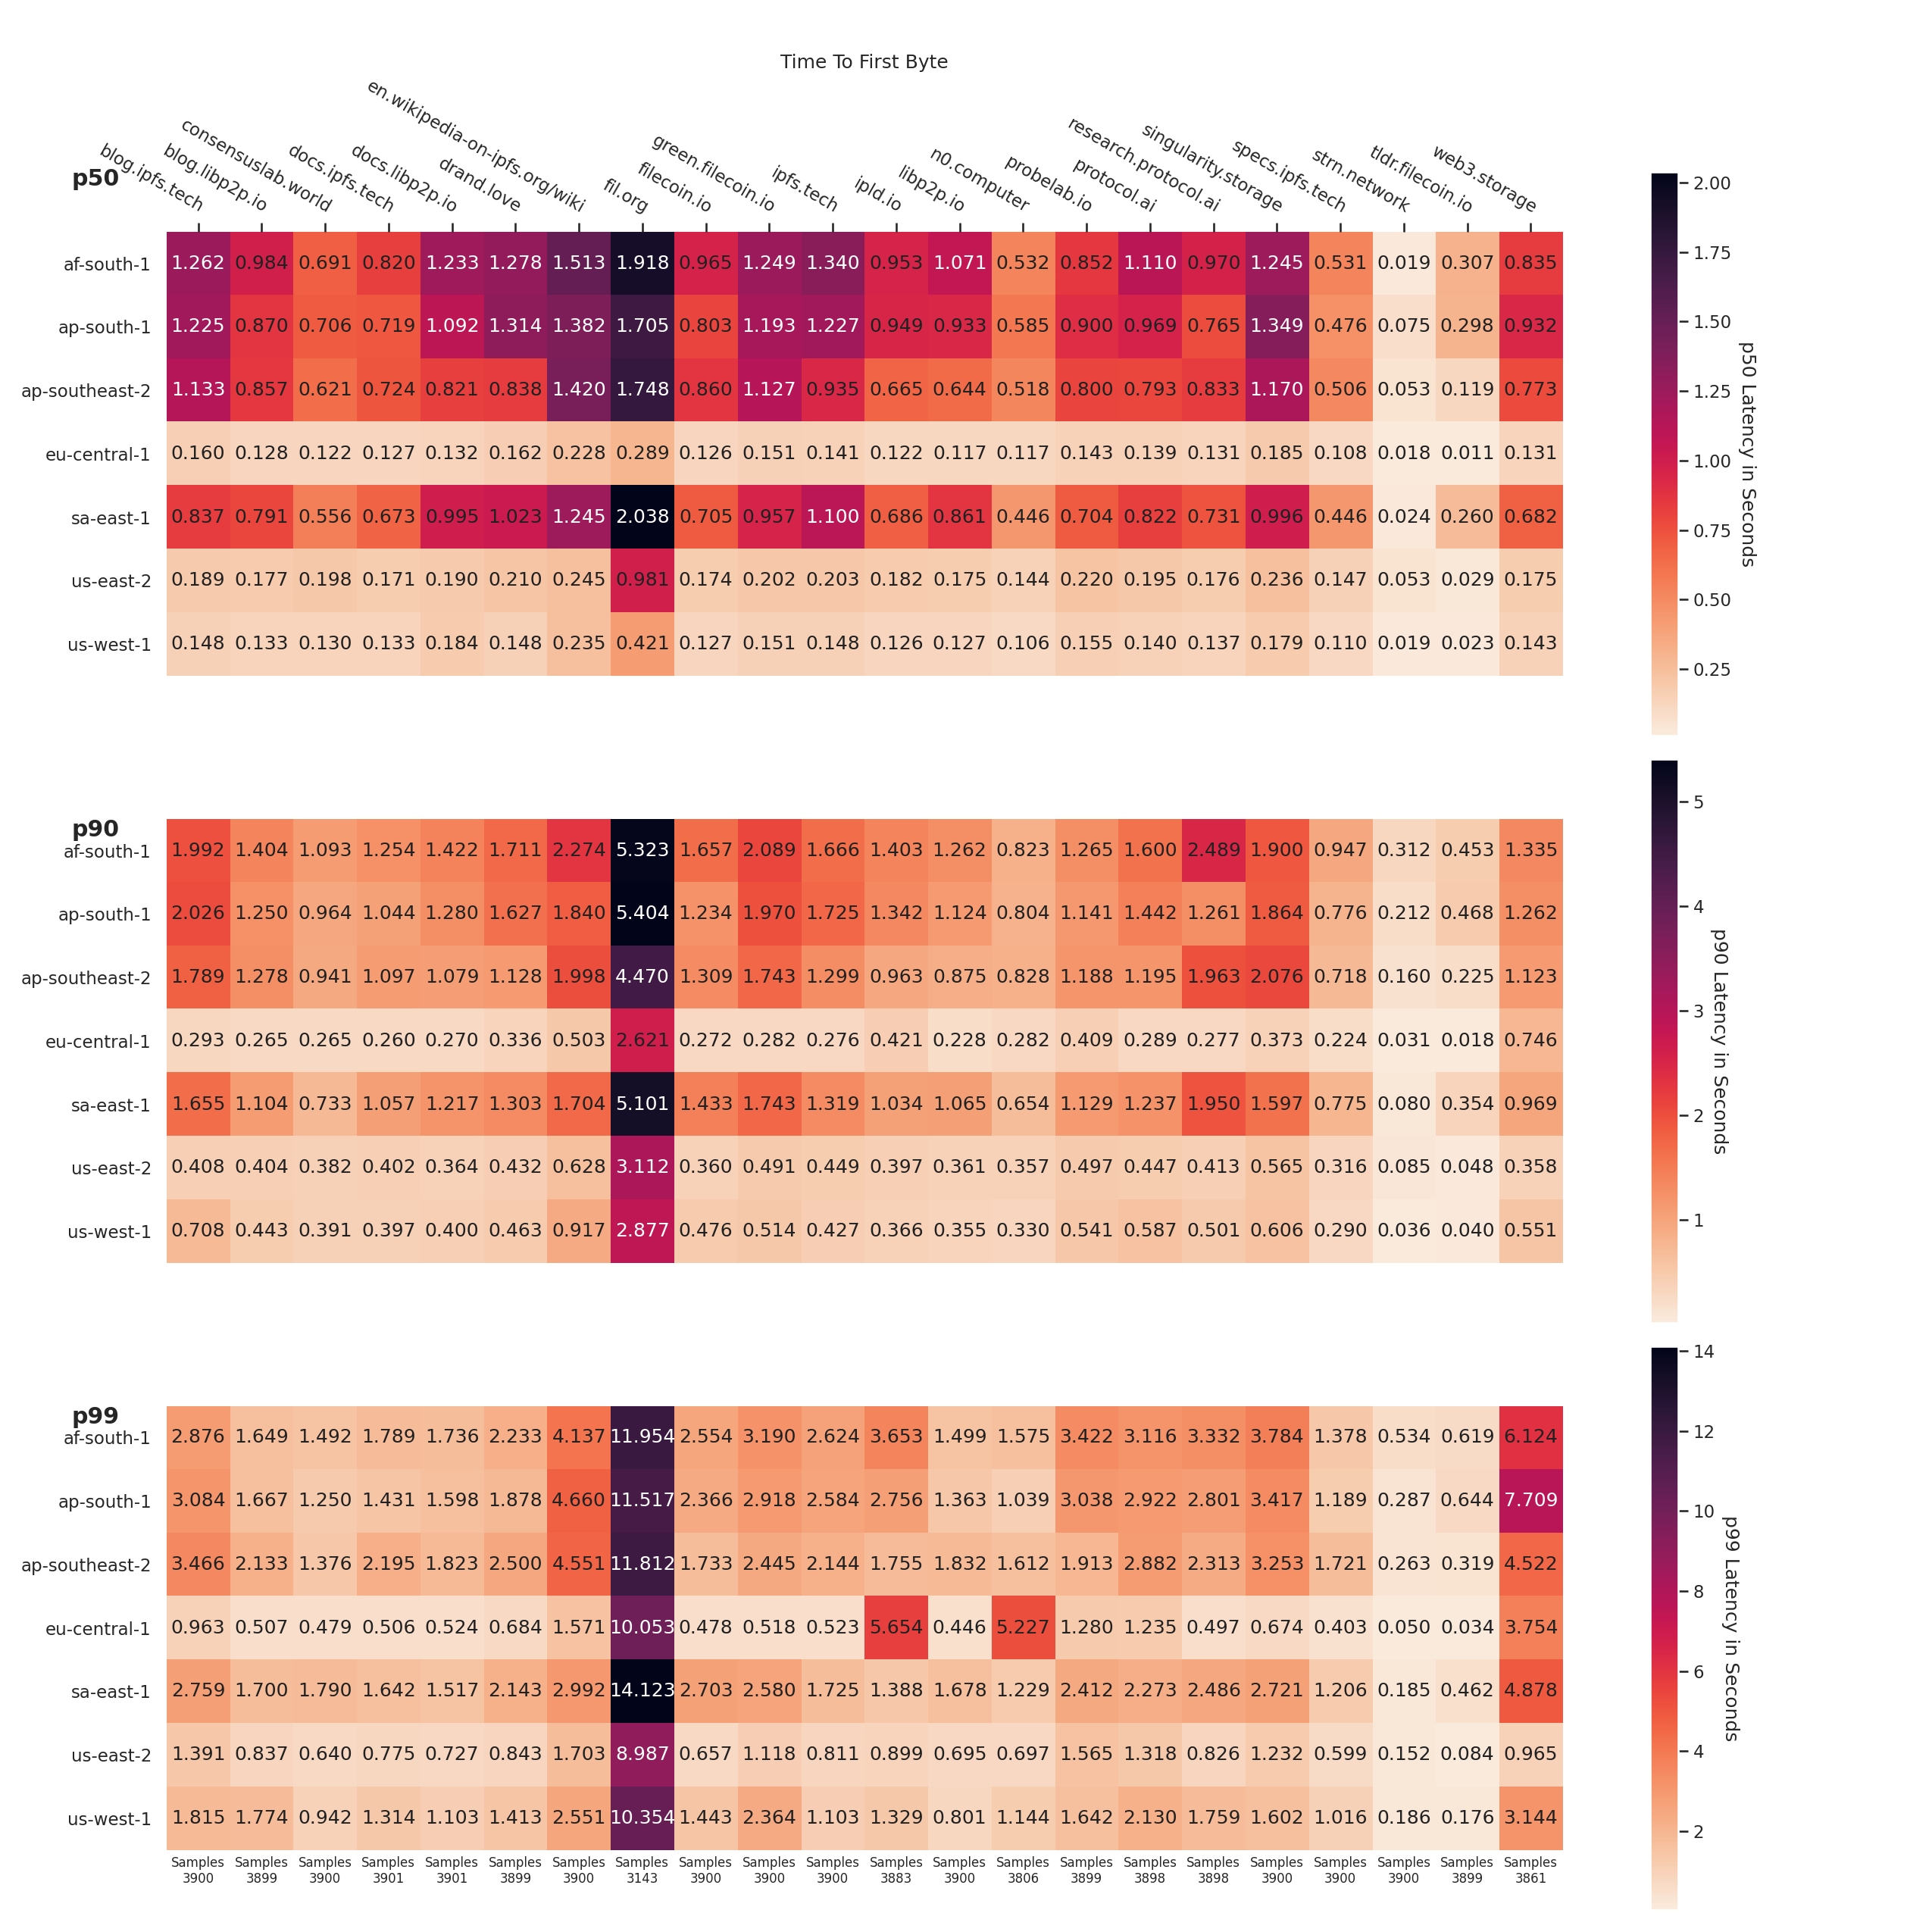 Time To First Byte
p50
blog.ipfs.tech
blog.libp2p.io
consensuslab.world
docs.ipfs.tech
docs.libp2p.io
drand.love
en.wikipedia-on-ipfs.org/wiki
fil.org
filecoin.io
green.filecoin.io
ipfs.tech
ipld.io
libp2p.io
n0.computer
probelab.io
protocol.ai
research.protocol.ai
singularity.storage
specs.ipfs.tech
strn.network
tldr.filecoin.io
web3.storage
af-south-1 1.262 0.984 0.691 0.820 1.233 1.278 1.513 1.918 0.965 1.249 1.340 0.953 1.071 0.532 0.852 1.110 0.970 1.245 0.531 0.019 0.307 0.835
ap-south-1 1.225 0.870 0.706 0.719 1.092 1.314 1.382 1.705 0.803 1.193 1.227 0.949 0.933 0.585 0.900 0.969 0.765 1.349 0.476 0.075 0.298 0.932
ap-southeast-2 1.133 0.857 0.621 0.724 0.821 0.838 1.420 1.748 0.860 1.127 0.935 0.665 0.644 0.518 0.800 0.793 0.833 1.170 0.506 0.053 0.119 0.773
eu-central-1 0.160 0.128 0.122 0.127 0.132 0.162 0.228 0.289 0.126 0.151 0.141 0.122 0.117 0.117 0.143 0.139 0.131 0.185 0.108 0.018 0.011 0.131
sa-east-1 0.837 0.791 0.556 0.673 0.995 1.023 1.245 2.038 0.705 0.957 1.100 0.686 0.861 0.446 0.704 0.822 0.731 0.996 0.446 0.024 0.260 0.682
us-east-2 0.189 0.177 0.198 0.171 0.190 0.210 0.245 0.981 0.174 0.202 0.203 0.182 0.175 0.144 0.220 0.195 0.176 0.236 0.147 0.053 0.029 0.175
us-west-1 0.148 0.133 0.130 0.133 0.184 0.148 0.235 0.421 0.127 0.151 0.148 0.126 0.127 0.106 0.155 0.140 0.137 0.179 0.110 0.019 0.023 0.143
2.00
1.75
1.50
1.25
1.00
0.75
0.50
0.25
p50 Latency in Seconds
p90
af-south-1 1.992 1.404 1.093 1.254 1.422 1.711 2.274 5.323 1.657 2.089 1.666 1.403 1.262 0.823 1.265 1.600 2.489 1.900 0.947 0.312 0.453 1.335
ap-south-1 2.026 1.250 0.964 1.044 1.280 1.627 1.840 5.404 1.234 1.970 1.725 1.342 1.124 0.804 1.141 1.442 1.261 1.864 0.776 0.212 0.468 1.262
ap-southeast-2 1.789 1.278 0.941 1.097 1.079 1.128 1.998 4.470 1.309 1.743 1.299 0.963 0.875 0.828 1.188 1.195 1.963 2.076 0.718 0.160 0.225 1.123
eu-central-1 0.293 0.265 0.265 0.260 0.270 0.336 0.503 2.621 0.272 0.282 0.276 0.421 0.228 0.282 0.409 0.289 0.277 0.373 0.224 0.031 0.018 0.746
sa-east-1 1.655 1.104 0.733 1.057 1.217 1.303 1.704 5.101 1.433 1.743 1.319 1.034 1.065 0.654 1.129 1.237 1.950 1.597 0.775 0.080 0.354 0.969
us-east-2 0.408 0.404 0.382 0.402 0.364 0.432 0.628 3.112 0.360 0.491 0.449 0.397 0.361 0.357 0.497 0.447 0.413 0.565 0.316 0.085 0.048 0.358
us-west-1 0.708 0.443 0.391 0.397 0.400 0.463 0.917 2.877 0.476 0.514 0.427 0.366 0.355 0.330 0.541 0.587 0.501 0.606 0.290 0.036 0.040 0.551
5
4
3
2
1
p90 Latency in Seconds
p99
af-south-1 2.876 1.649 1.492 1.789 1.736 2.233 4.137 11.954 2.554 3.190 2.624 3.653 1.499 1.575 3.422 3.116 3.332 3.784 1.378 0.534 0.619 6.124
ap-south-1 3.084 1.667 1.250 1.431 1.598 1.878 4.660 11.517 2.366 2.918 2.584 2.756 1.363 1.039 3.038 2.922 2.801 3.417 1.189 0.287 0.644 7.709
ap-southeast-2 3.466 2.133 1.376 2.195 1.823 2.500 4.551 11.812 1.733 2.445 2.144 1.755 1.832 1.612 1.913 2.882 2.313 3.253 1.721 0.263 0.319 4.522
eu-central-1 0.963 0.507 0.479 0.506 0.524 0.684 1.571 10.053 0.478 0.518 0.523 5.654 0.446 5.227 1.280 1.235 0.497 0.674 0.403 0.050 0.034 3.754
sa-east-1 2.759 1.700 1.790 1.642 1.517 2.143 2.992 14.123 2.703 2.580 1.725 1.388 1.678 1.229 2.412 2.273 2.486 2.721 1.206 0.185 0.462 4.878
us-east-2 1.391 0.837 0.640 0.775 0.727 0.843 1.703 8.987 0.657 1.118 0.811 0.899 0.695 0.697 1.565 1.318 0.826 1.232 0.599 0.152 0.084 0.965
us-west-1 1.815 1.774 0.942 1.314 1.103 1.413 2.551 10.354 1.443 2.364 1.103 1.329 0.801 1.144 1.642 2.130 1.759 1.602 1.016 0.186 0.176 3.144
Samples Samples Samples Samples Samples Samples Samples Samples Samples Samples Samples Samples Samples Samples Samples Samples Samples Samples Samples Samples Samples Samples
3900 3899 3900 3901 3901 3899 3900 3143 3900 3900 3900 3883 3900 3806 3899 3898 3898 3900 3900 3900 3899 3861
14
12
10
8
6
4
2
p99 Latency in Seconds